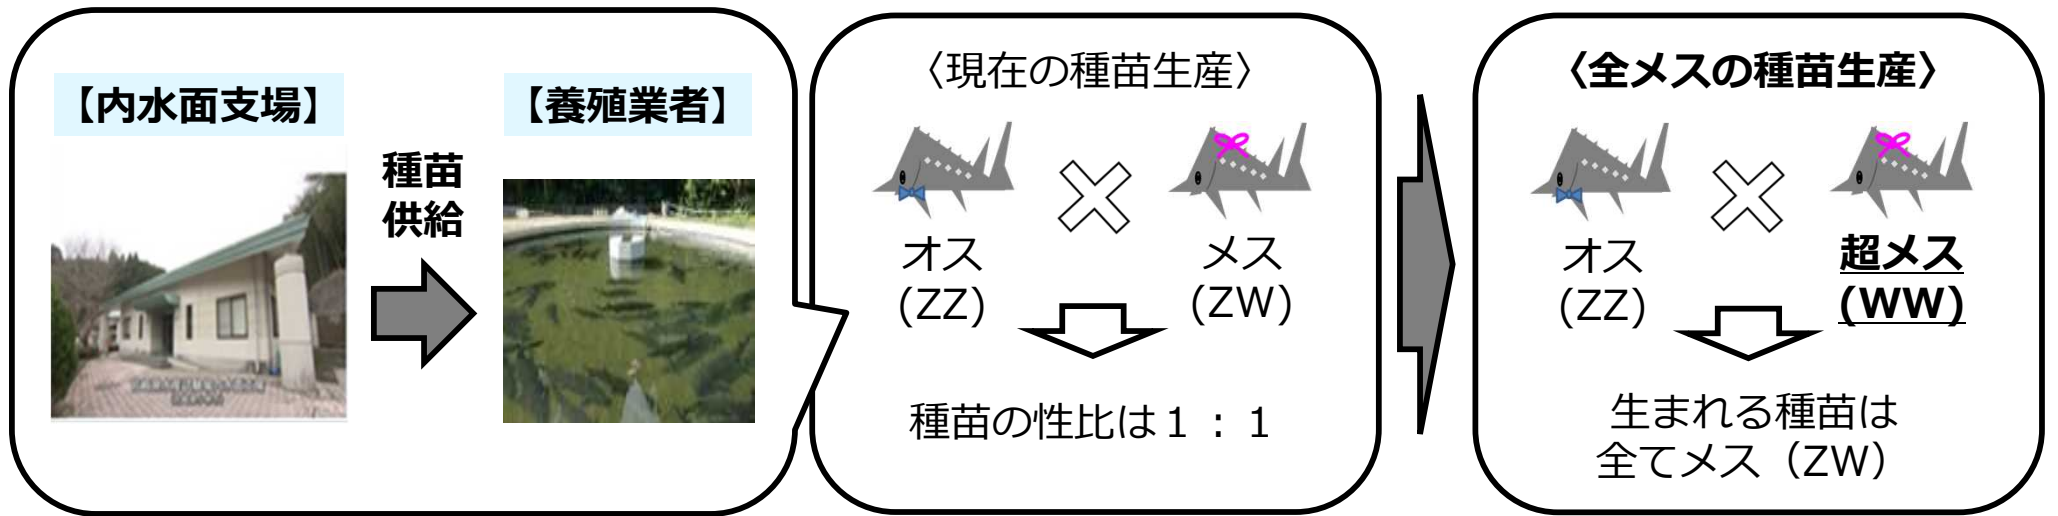 【内水面支場】
種苗
供給
【養殖業者】
〈現在の種苗生産〉
オス
(ZZ)
メス
(ZW)
種苗の性比は１：１
〈全メスの種苗生産〉
オス
(ZZ)
超メス
(WW)
生まれる種苗は
全てメス（ZW）